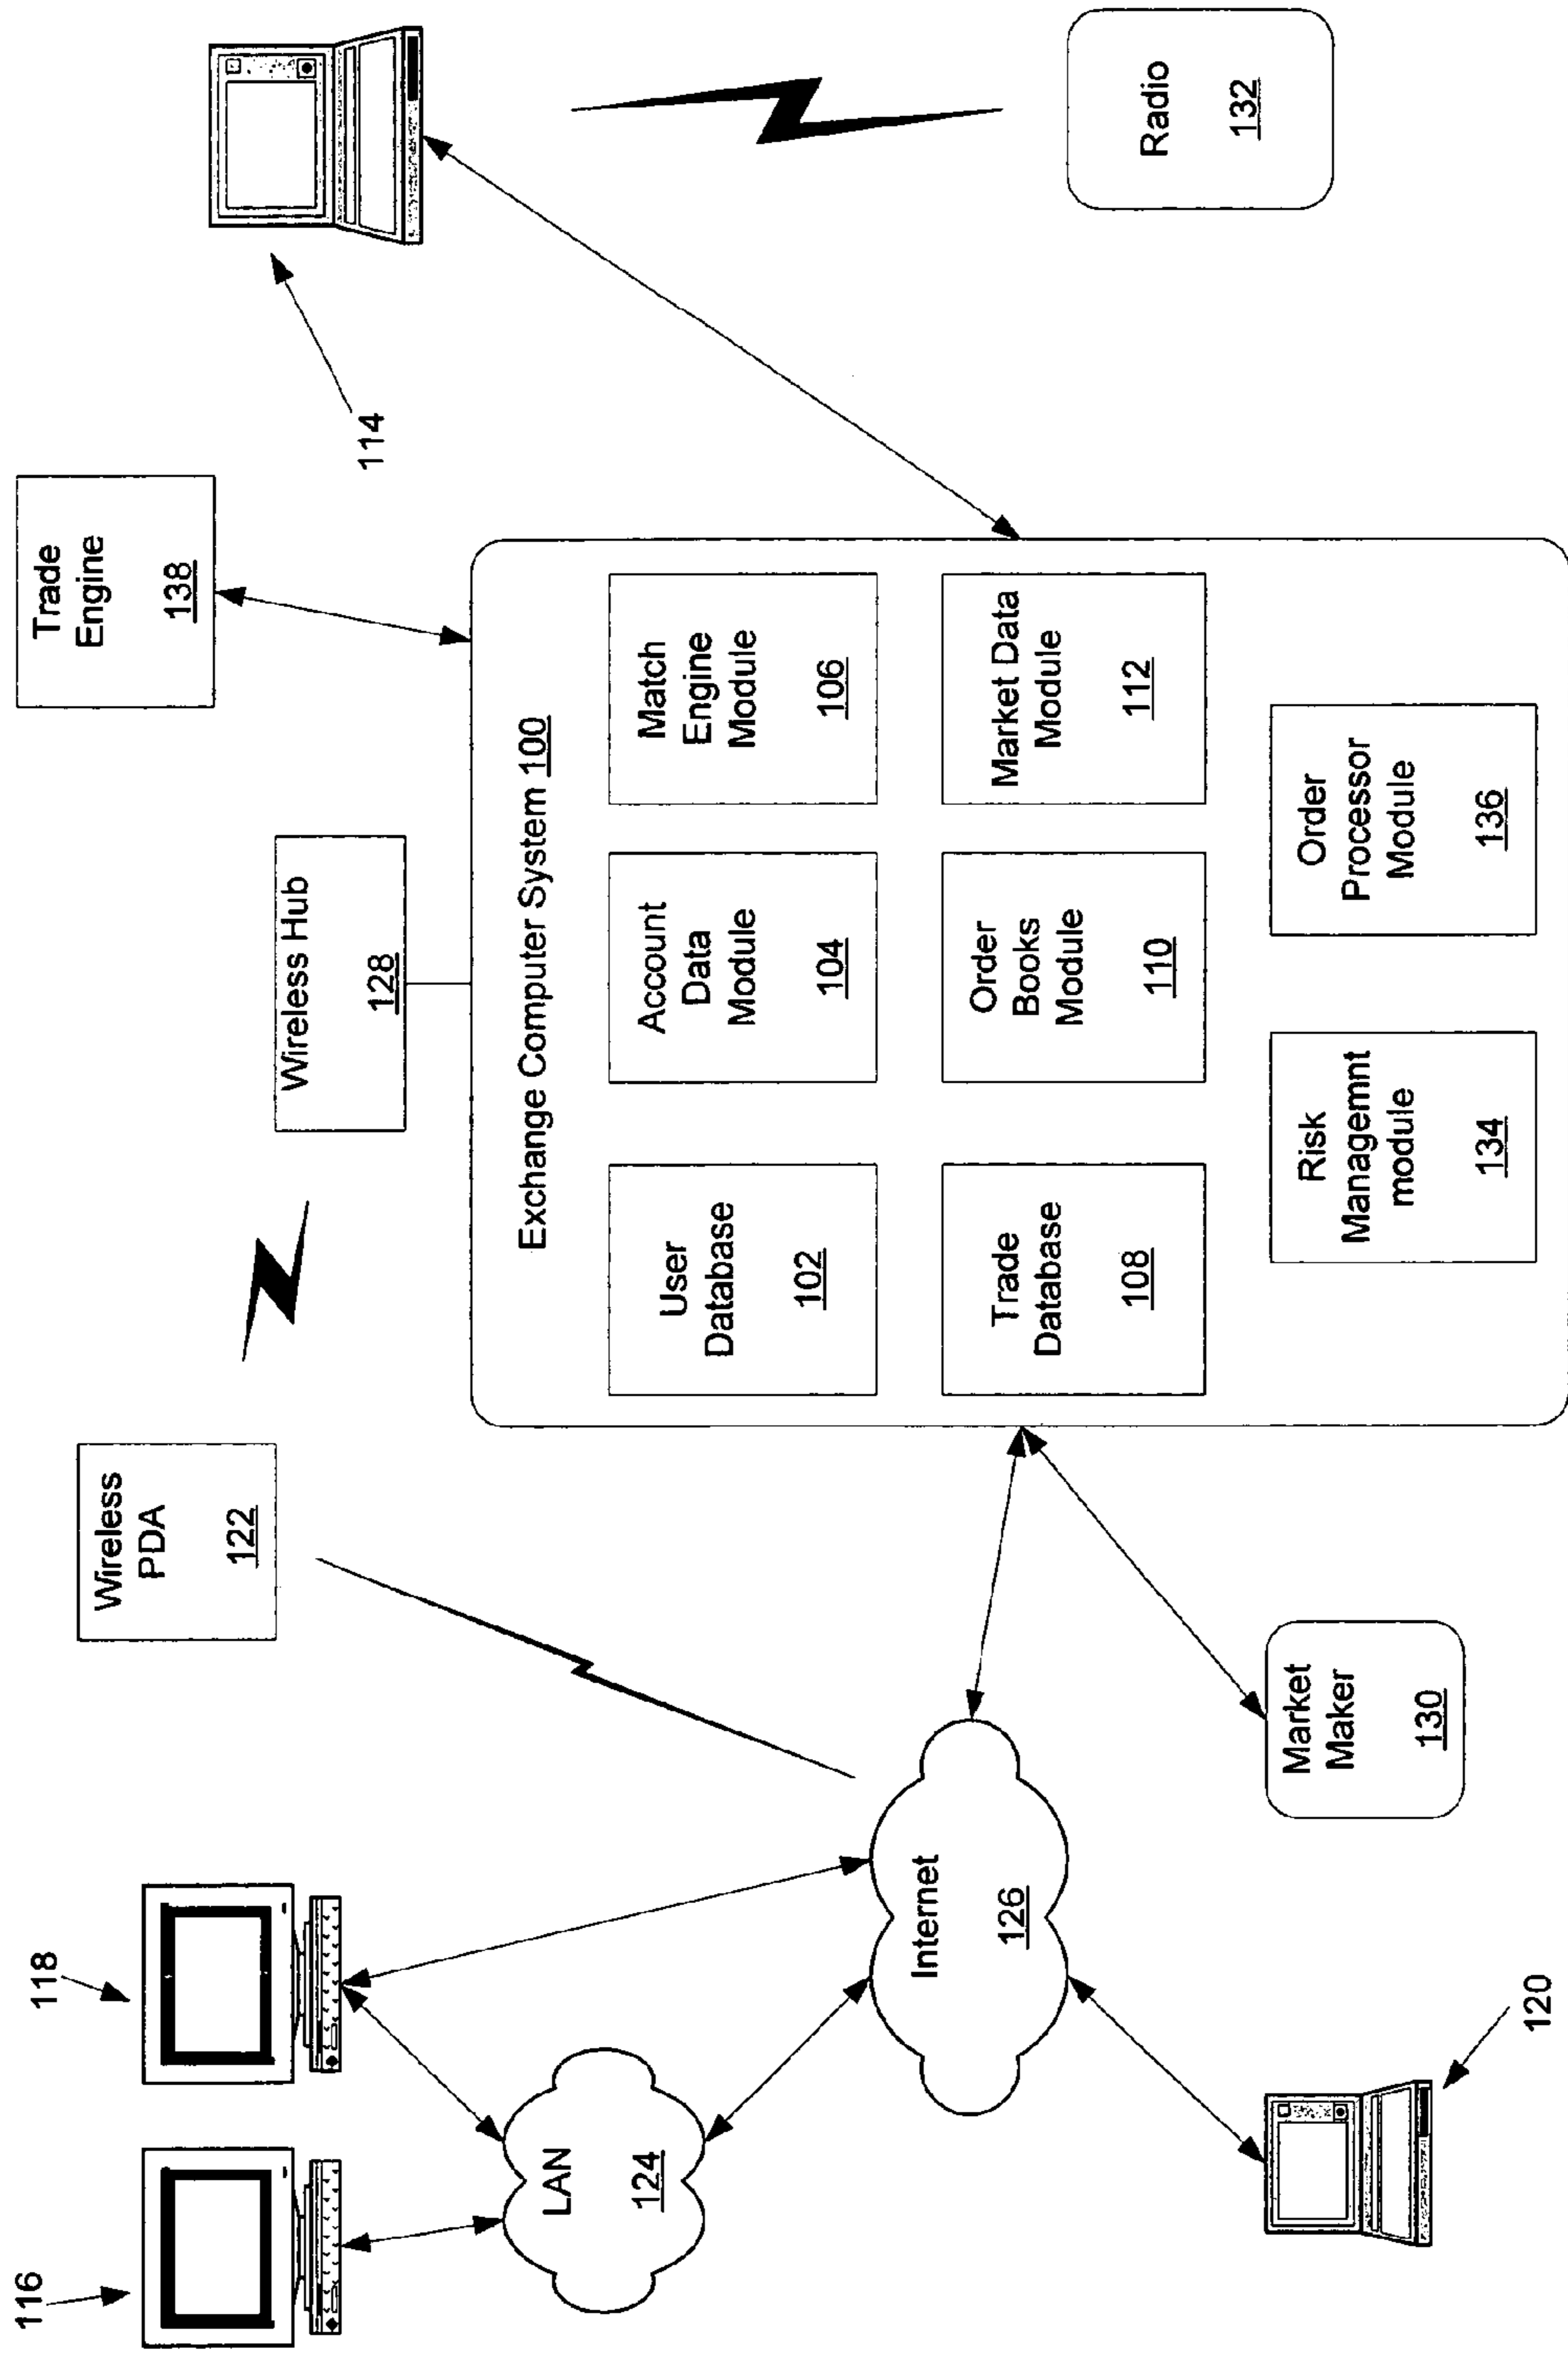 116
118
Wireless
PDA
122
Wireless Hub
128
Trade
Engine
138
114
LAN
124
Internet
126
120
Market
Maker
130
Exchange Computer System 100
User
Database
102
Account
Data
Module
104
Match
Engine
Module
106
Trade
Database
108
Order
Books
Module
110
Market Data
Module
112
Risk
Managemnt
module
134
Order
Processor
Module
136
Radio
132